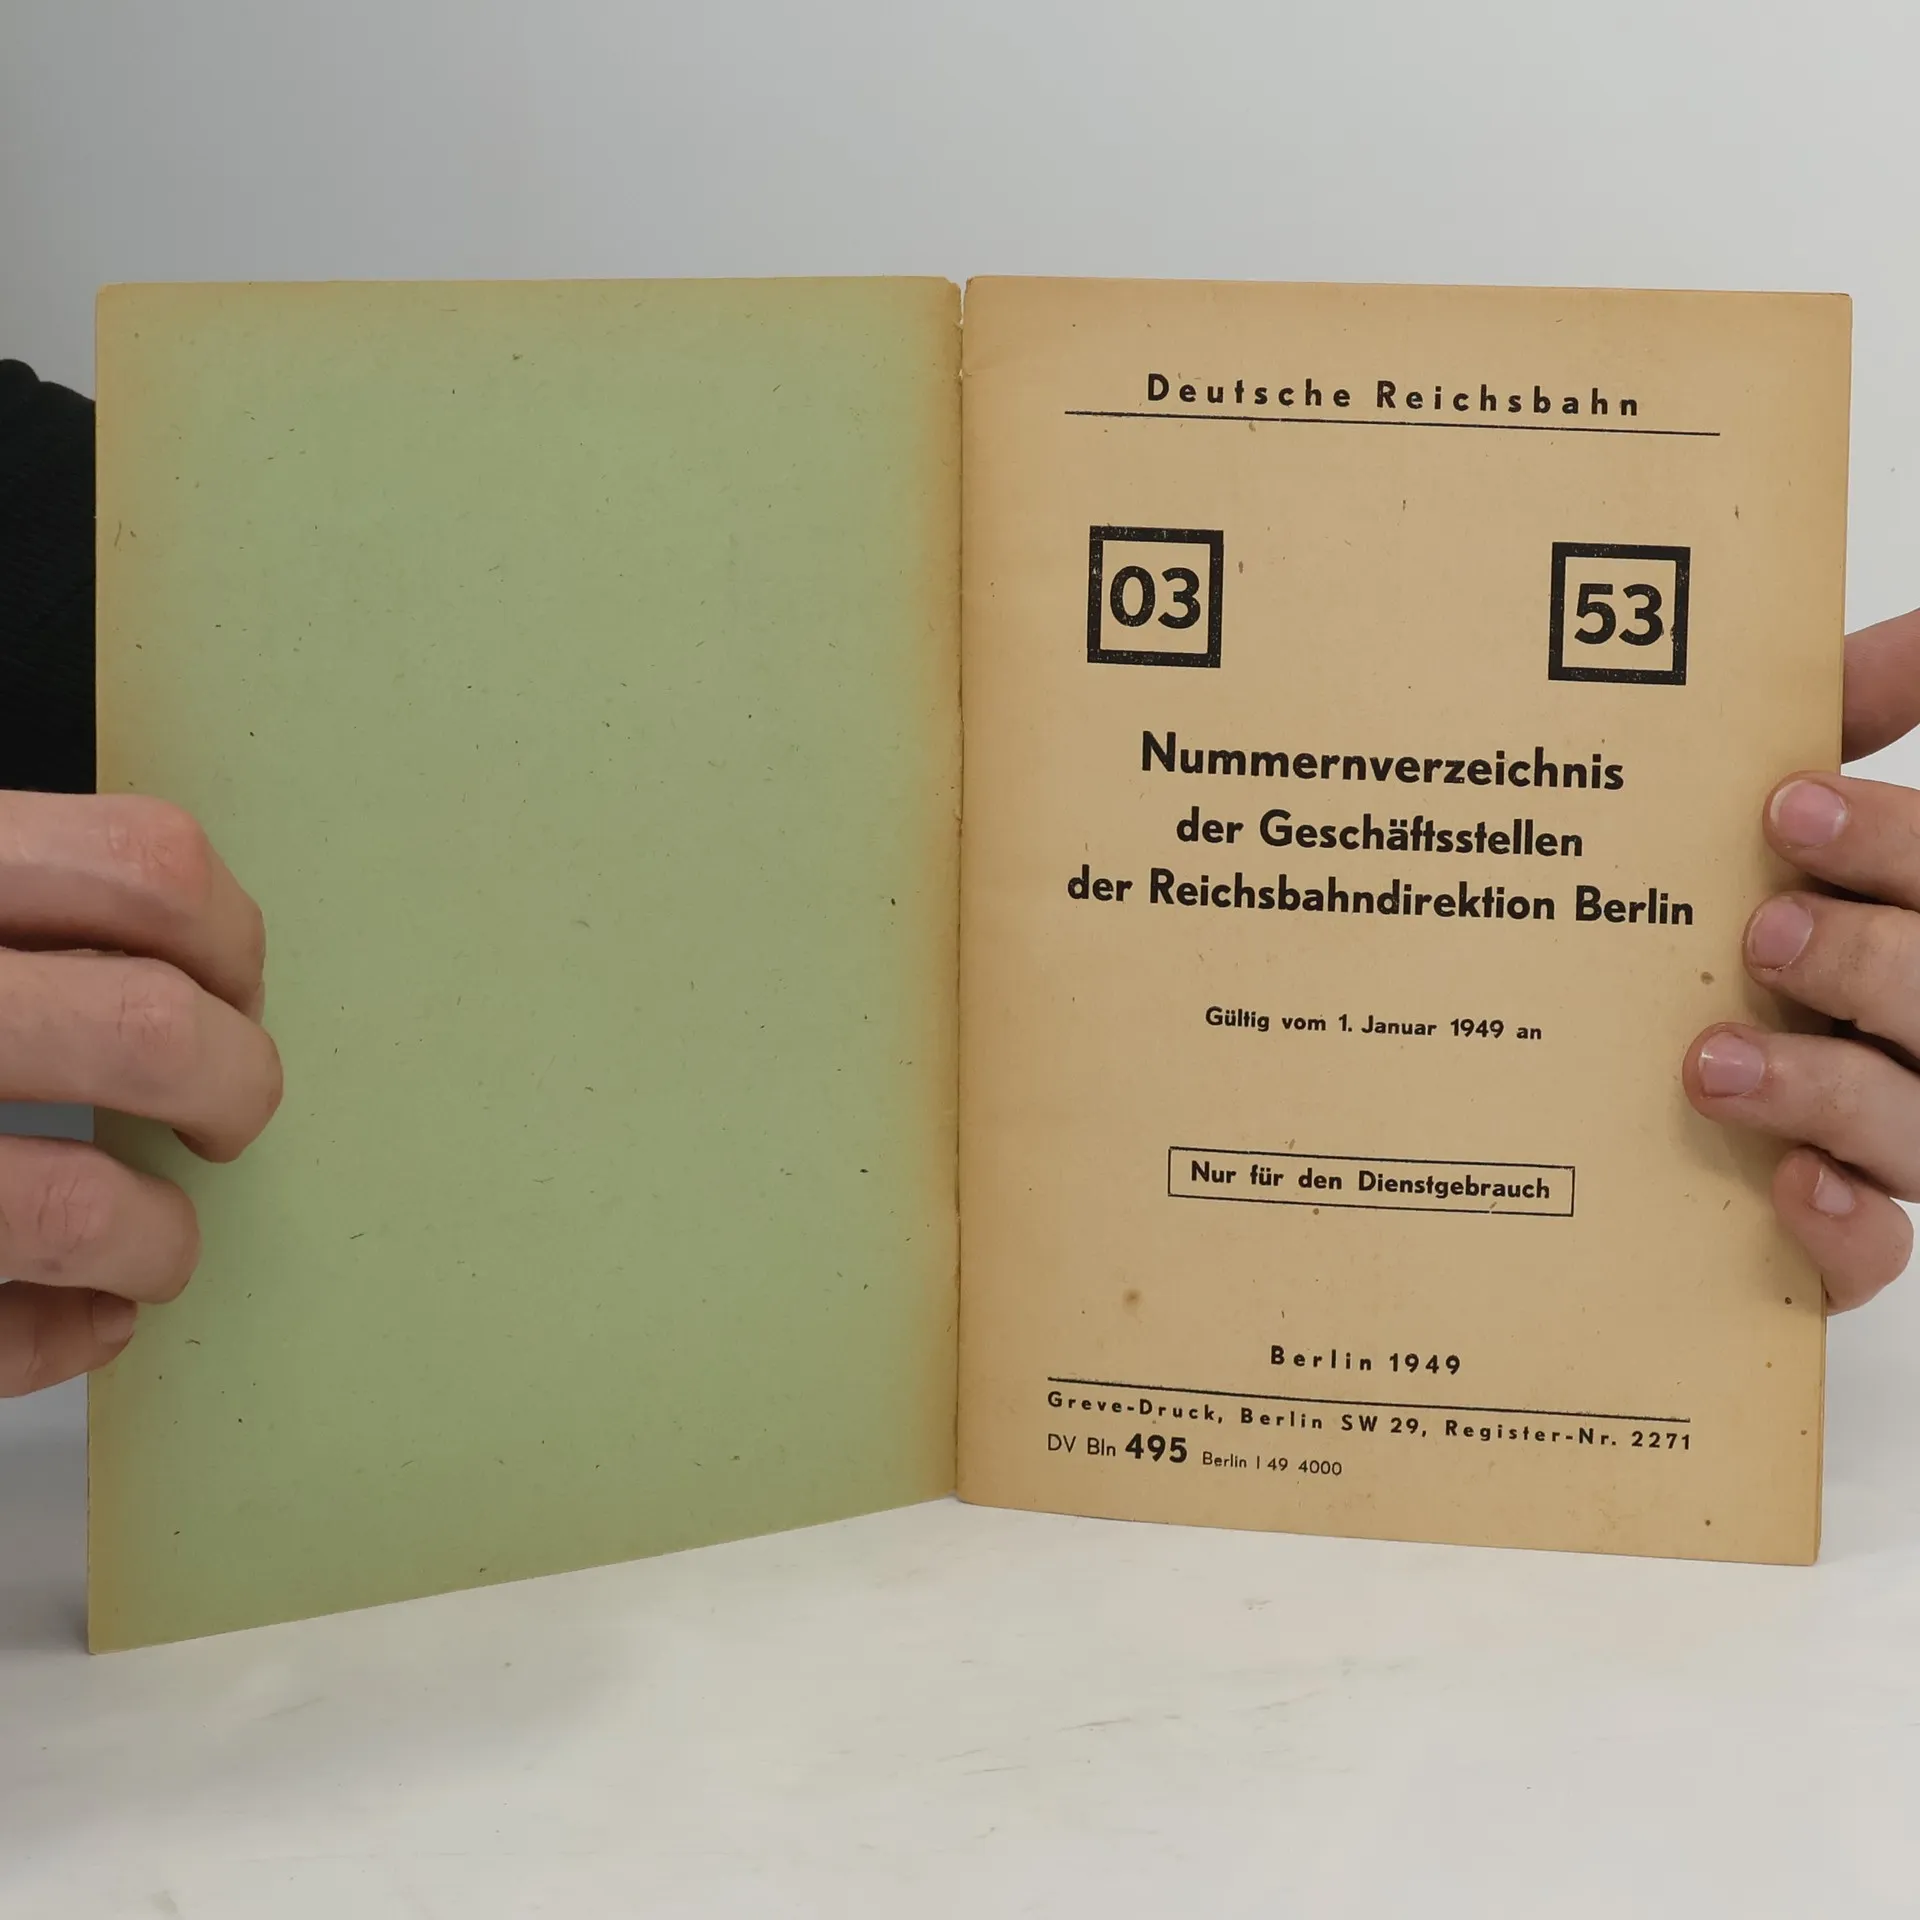 Deutsche Reichsbahn
03 53
Nummernverzeichnis
der Geschäftsstellen
der Reichsbahndirektion Berlin
Gültig vom 1. Januar 1949 an
Nur für den Dienstgebrauch
Berlin 1949
Greve-Druck, Berlin SW 29, Register-Nr. 2271
DV Bln 495 Berlin I 49 4000